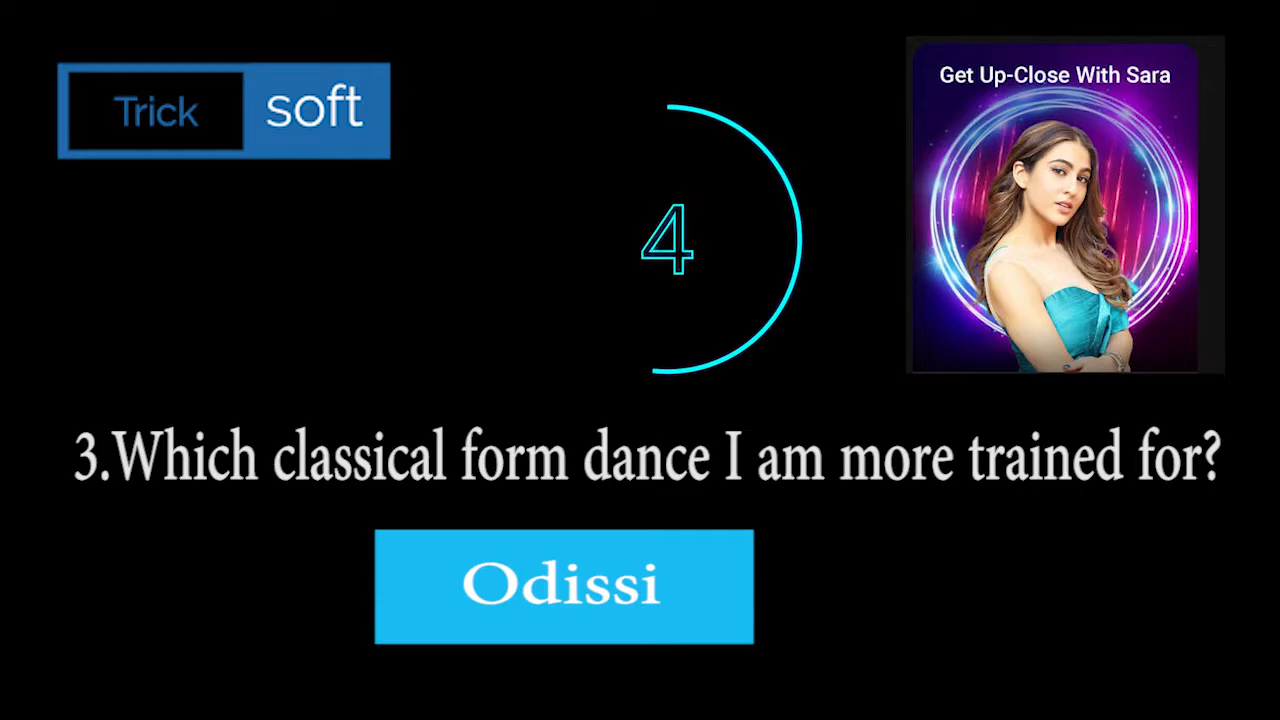 Trick soft
Get Up-Close With Sara
4
3.Which classical form dance I am more trained for?
Odissi